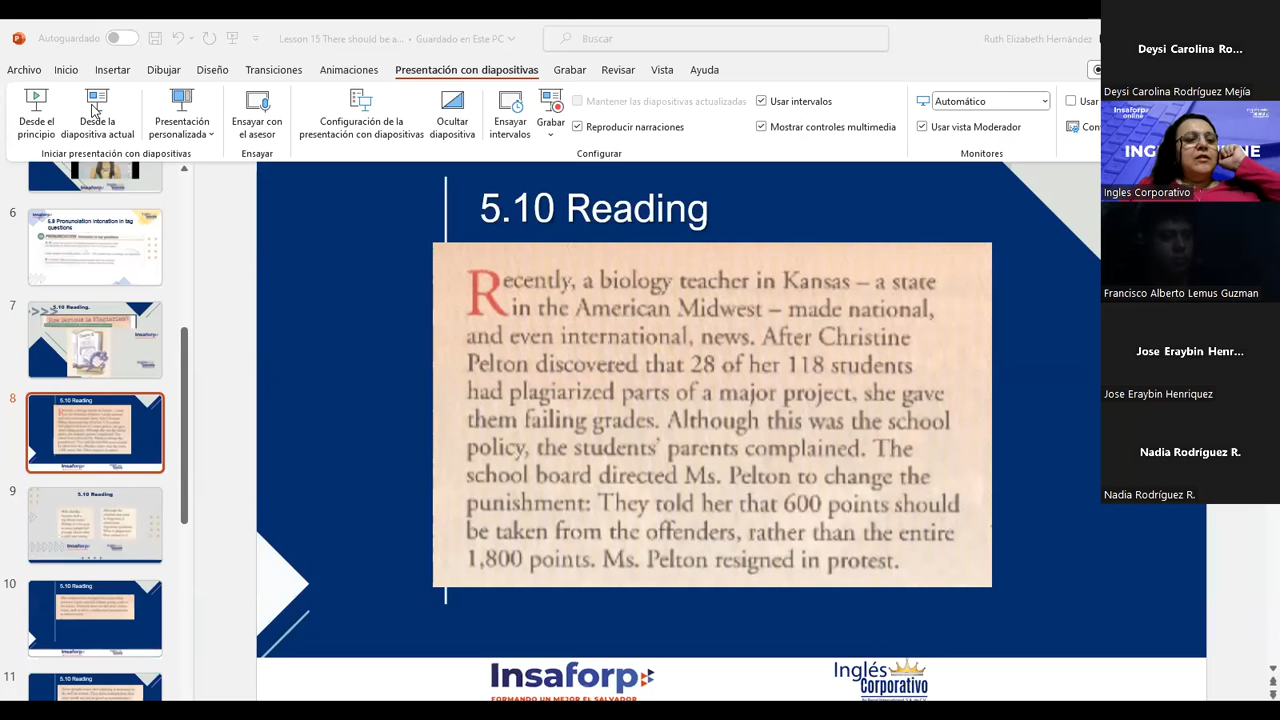 Autoguardado
Lesson 15 There should be a... • Guardado en Este PC
Buscar
Ruth Elizabeth Hernández
Archivo Inicio Insertar Dibujar Diseño Transiciones Animaciones Presentación con diapositivas Grabar Revisar Vista Ayuda
Desde el principio
Desde la diapositiva actual
Presentación personalizada
Ensayar con el asesor
Configuración de la presentación con diapositivas
Ocultar diapositiva
Ensayar intervalos
Grabar
Mantener las diapositivas actualizadas
Usar intervalos
Reproducir narraciones
Mostrar controles multimedia
Automático
Usar vista Moderador
Usar
Iniciar presentación con diapositivas
Ensayar
Configurar
Monitores
6
5.8 Pronunciation intonation in tag questions
7
5.10 Reading.
How Serious is Plagiarism?
8
9
5.10 Reading
10
5.10 Reading
11
5.10 Reading
5.10 Reading
Recently, a biology teacher in Kansas – a state
in the American Midwest – made national,
and even international, news. After Christine
Pelton discovered that 28 of her 118 students
had plagiarized parts of a major project, she gave
them failing grades. Although this was the school
policy, the students' parents complained. The
school board directed Ms. Pelton to change the
punishment: They told her that 600 points should
be taken from the offenders, rather than the entire
1,800 points. Ms. Pelton resigned in protest.
Insaforp
FORMANDO UN MEJOR EL SALVADOR
Inglés
Corporativo
Deysi Carolina Ro...
Deysi Carolina Rodríguez Mejía
Insaforp
online
Ingles Corporativo
Francisco Alberto Lemus Guzman
Jose Eraybin Henr...
Jose Eraybin Henriquez
Nadia Rodríguez R.
Nadia Rodríguez R.